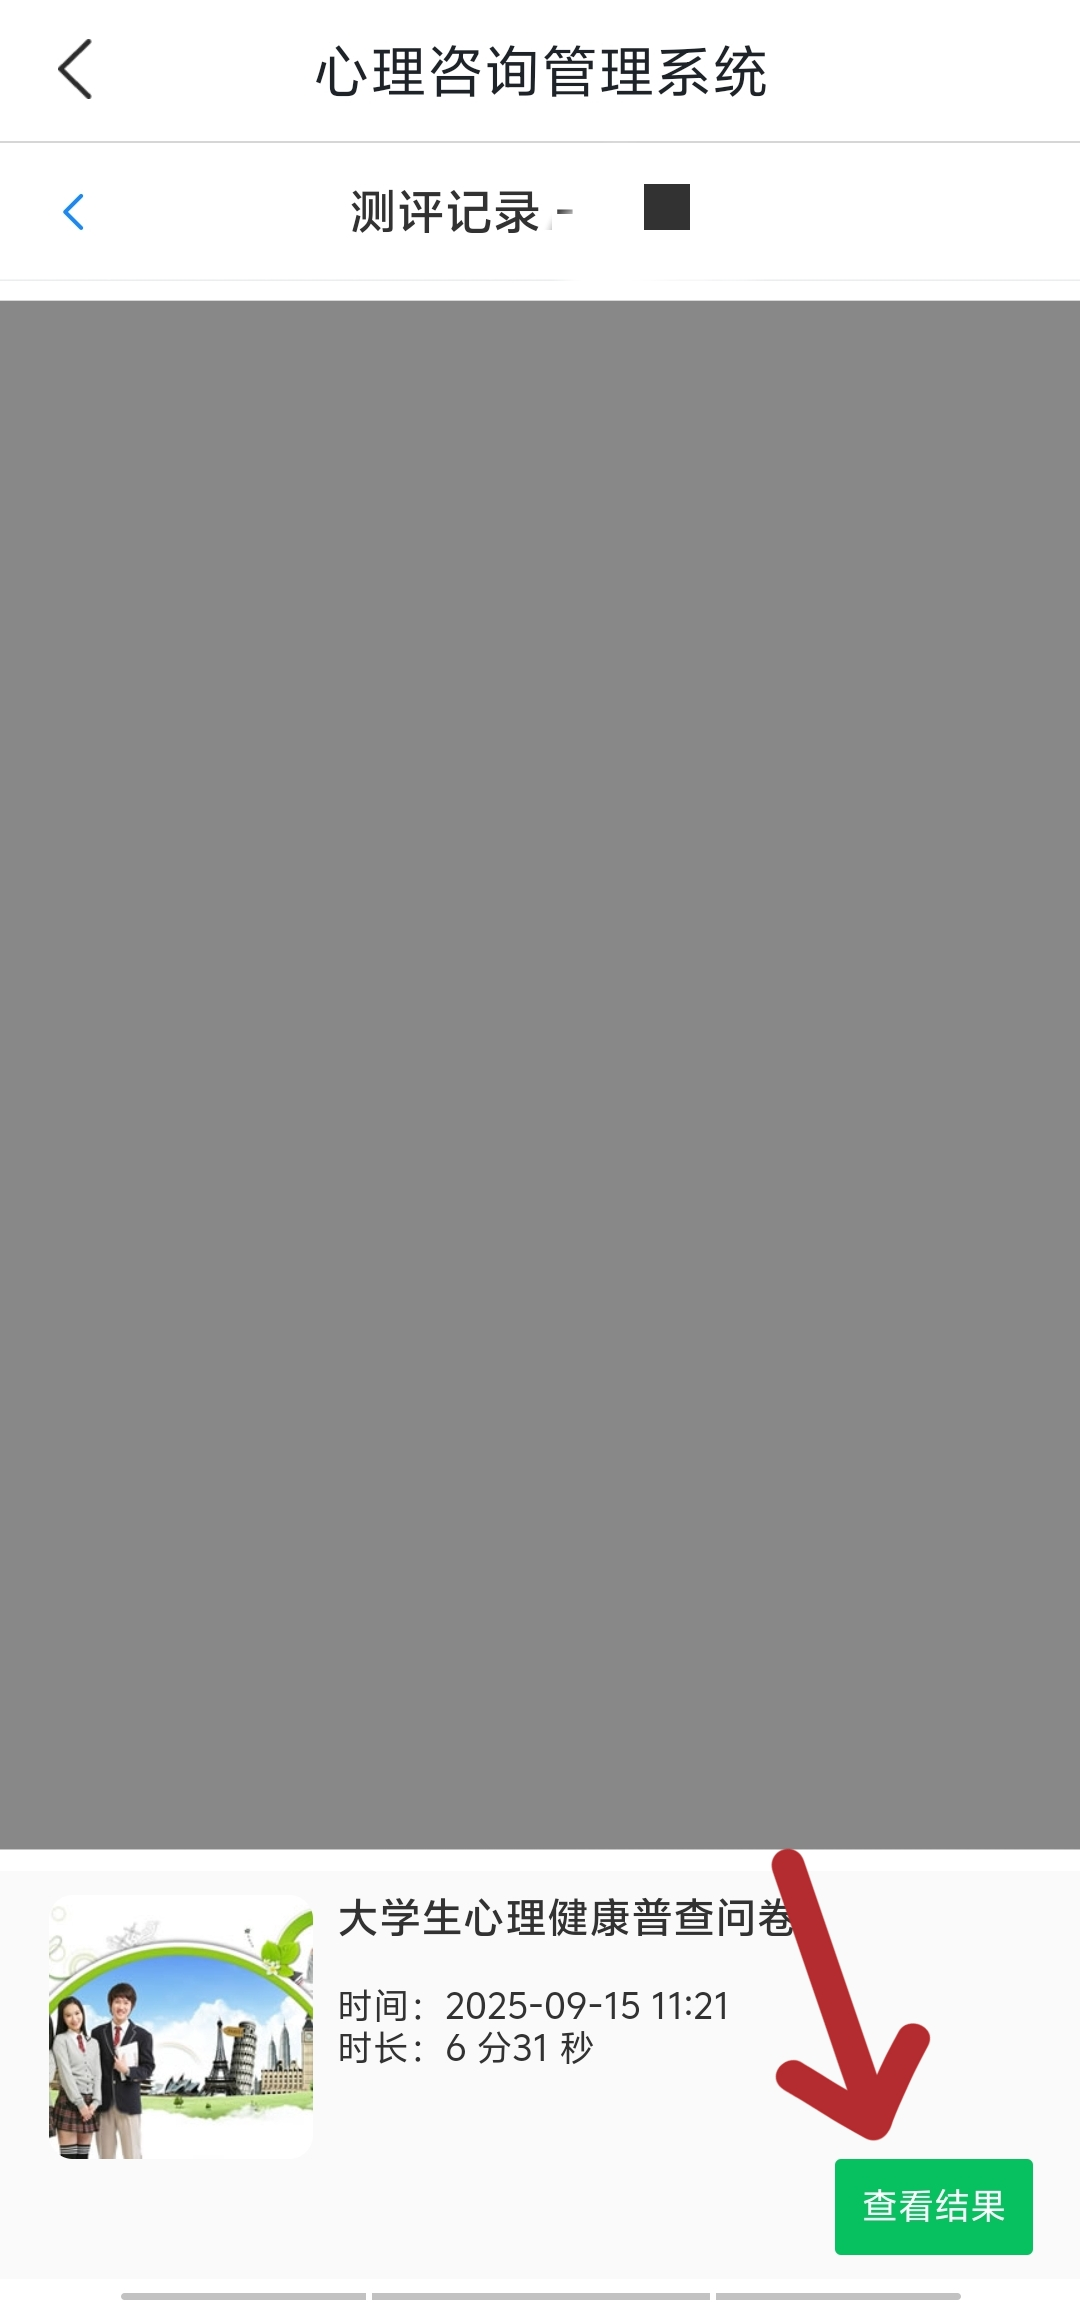 心理咨询管理系统
测评记录 -
大学生心理健康普查问卷
时间：2025-09-15 11:21
时长：6 分31 秒
查看结果